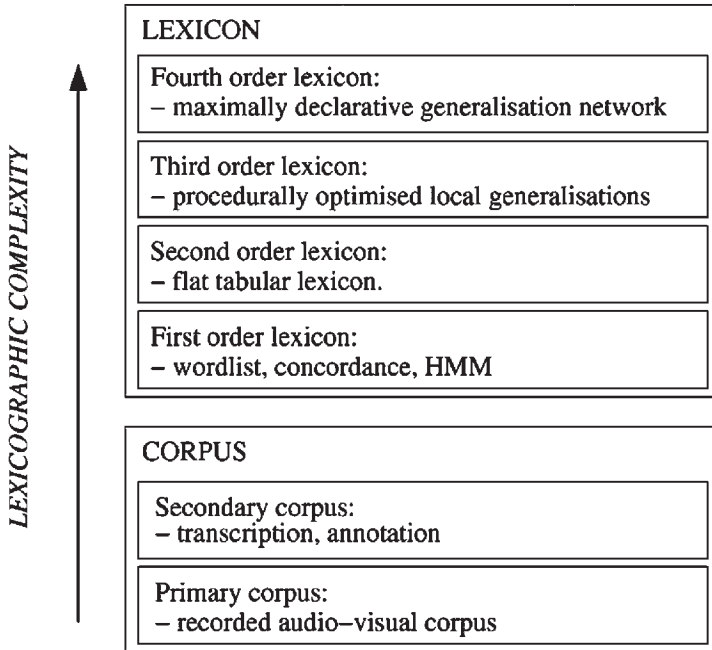 LEXICON
Fourth order lexicon:
– maximally declarative generalisation network
Third order lexicon:
– procedurally optimised local generalisations
Second order lexicon:
– flat tabular lexicon.
First order lexicon:
– wordlist, concordance, HMM
CORPUS
Secondary corpus:
– transcription, annotation
Primary corpus:
– recorded audio–visual corpus
LEXICOGRAPHIC COMPLEXITY